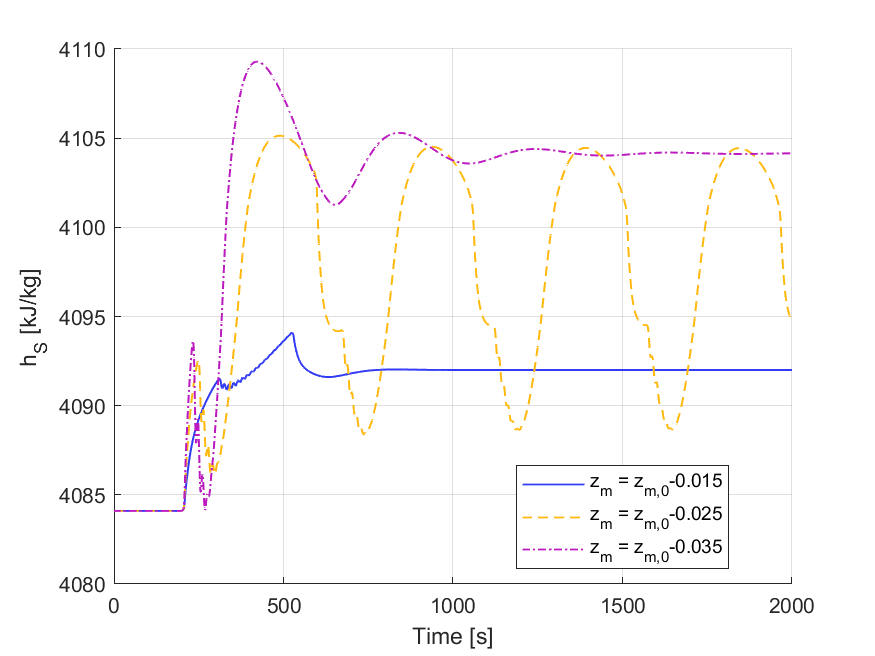 4110
4105
4100
4095
4090
4085
4080
h_S [kJ/kg]
0 500 1000 1500 2000
Time [s]
z_m = z_m,0-0.015
z_m = z_m,0-0.025
z_m = z_m,0-0.035